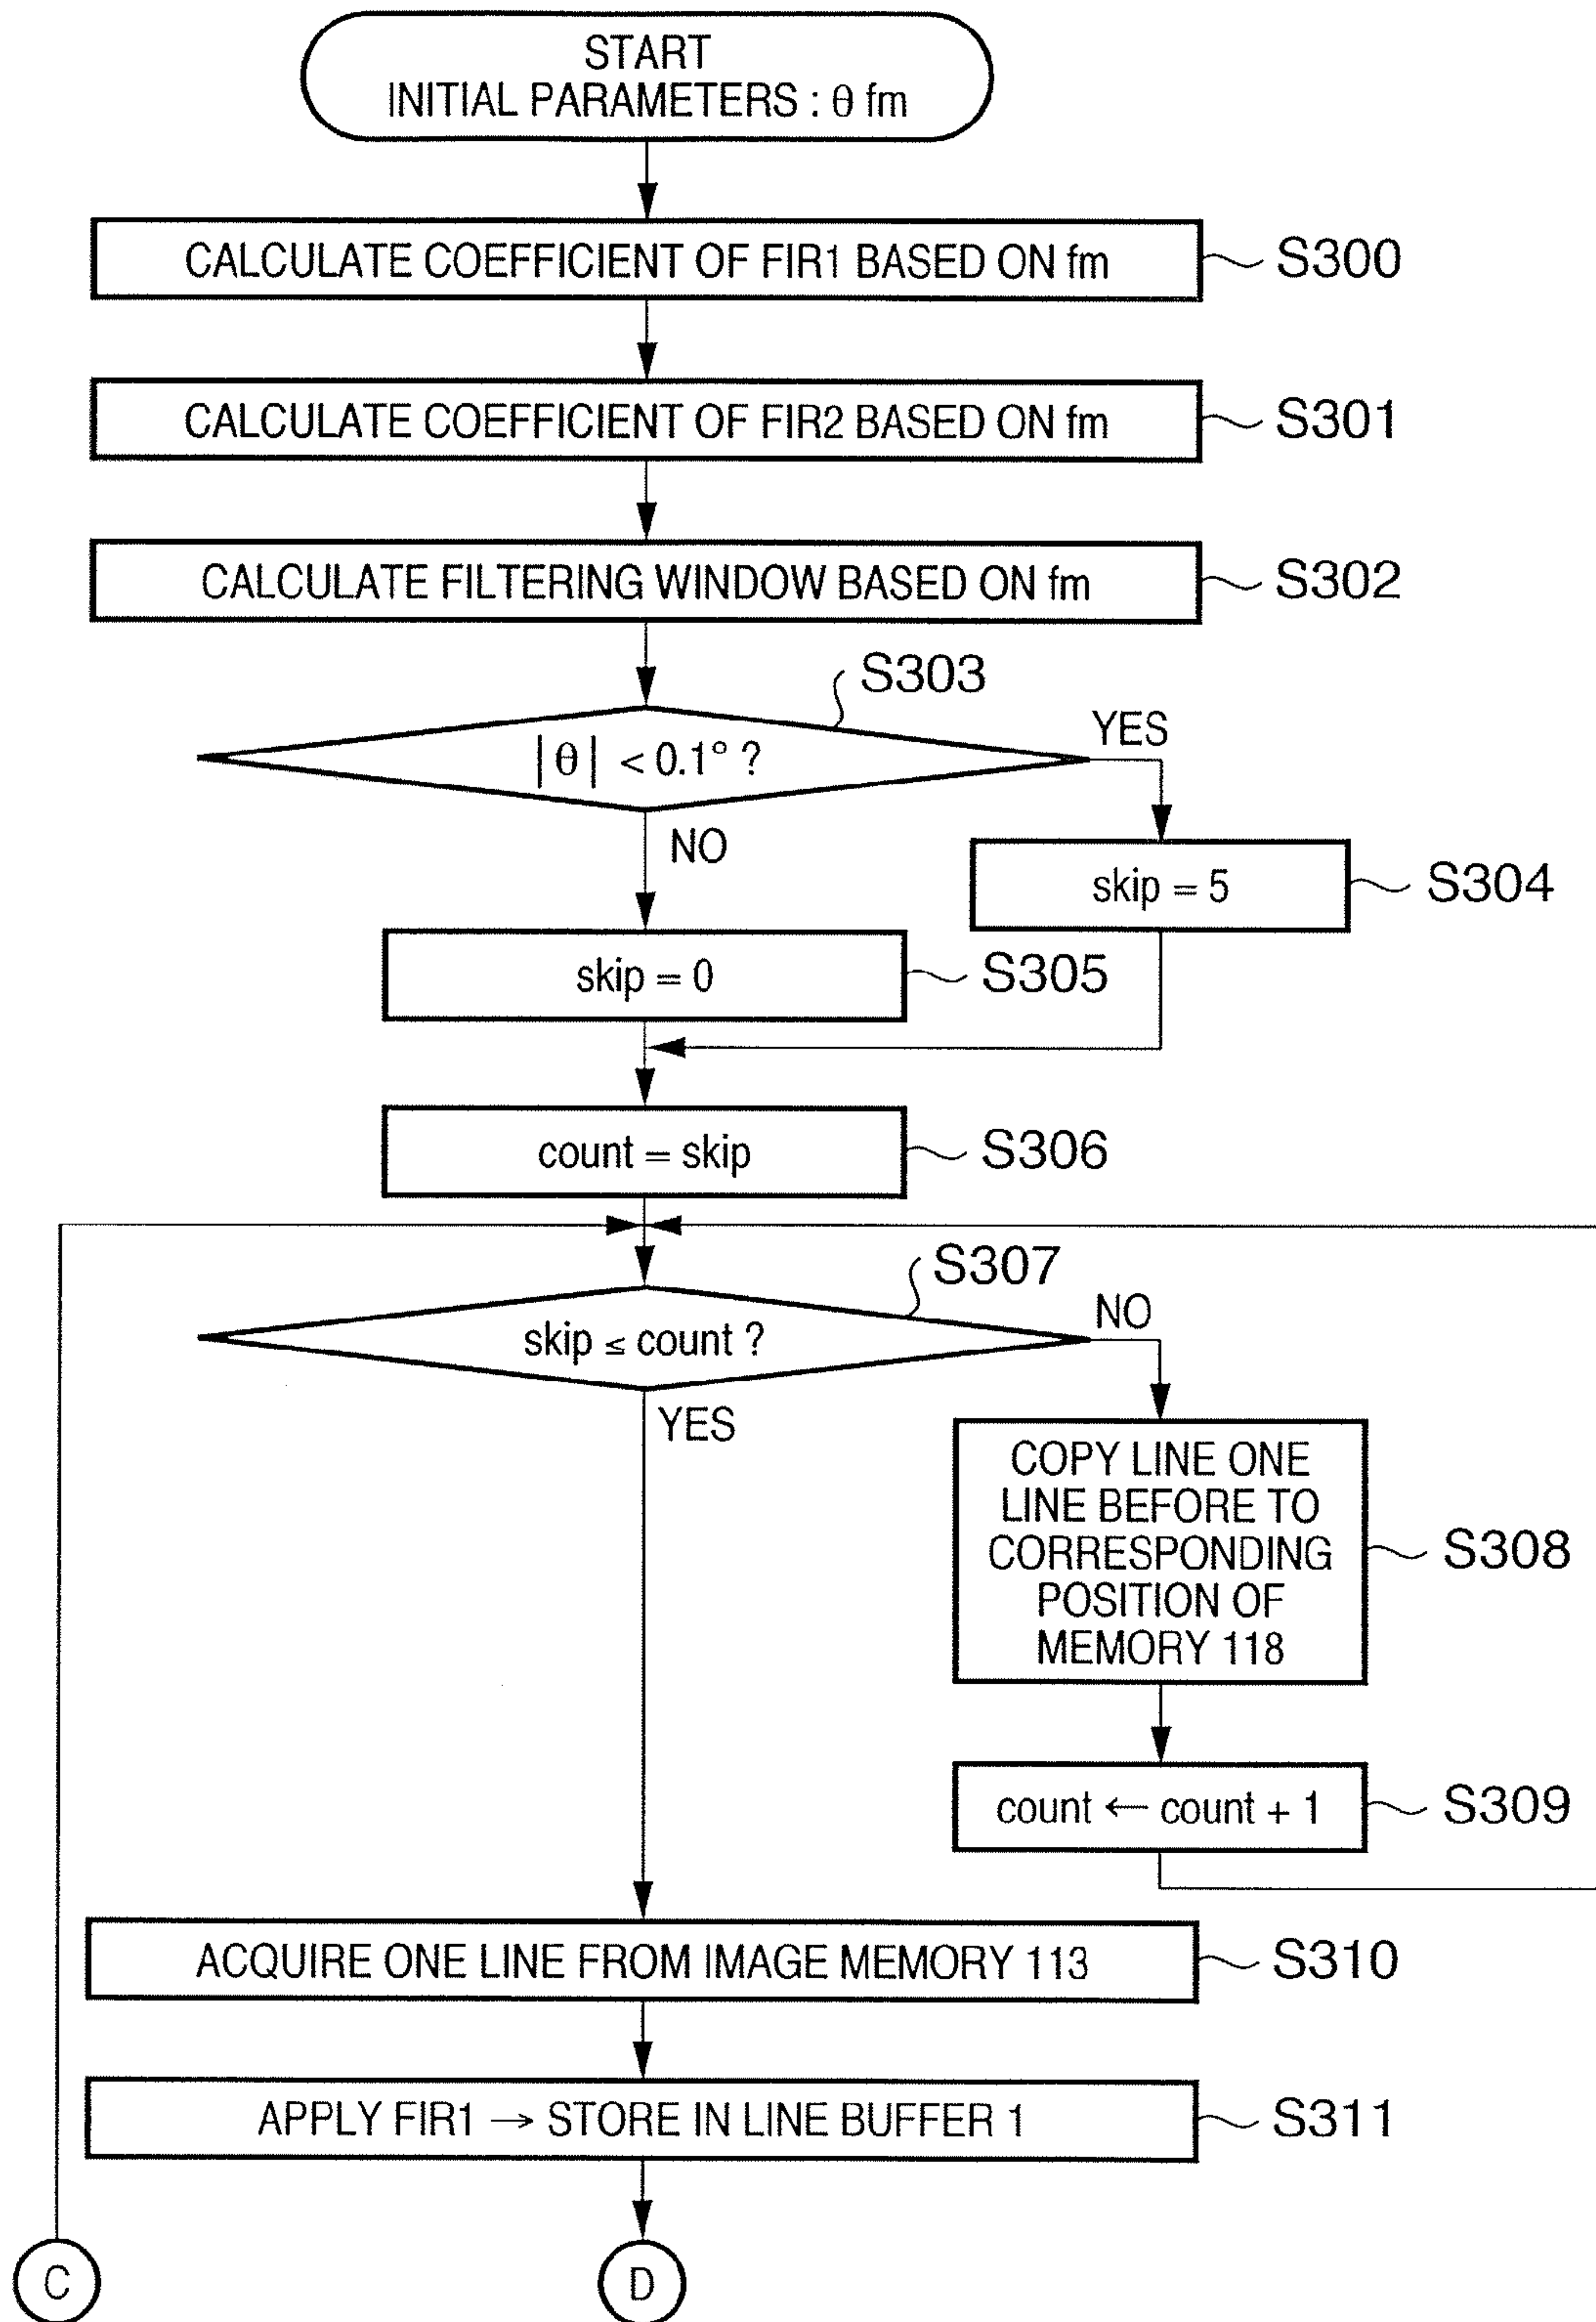 START
INITIAL PARAMETERS : θ fm
CALCULATE COEFFICIENT OF FIR1 BASED ON fm
S300
CALCULATE COEFFICIENT OF FIR2 BASED ON fm
S301
CALCULATE FILTERING WINDOW BASED ON fm
S302
S303
|θ| < 0.1° ?
YES
NO
skip = 5
S304
skip = 0
S305
count = skip
S306
S307
skip ≤ count ?
NO
YES
COPY LINE ONE
LINE BEFORE TO
CORRESPONDING
POSITION OF
MEMORY 118
S308
count ← count + 1
S309
ACQUIRE ONE LINE FROM IMAGE MEMORY 113
S310
APPLY FIR1 → STORE IN LINE BUFFER 1
S311
C
D